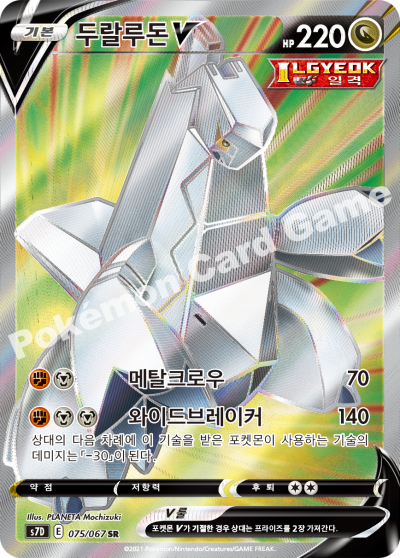 기본 두랄루돈 V HP 220
ILGYEOK
일격
Pokémon Card Game
메탈크로우 70
와이드브레이커 140
상대의 다음 차례에 이 기술을 받은 포켓몬이 사용하는 기술의
데미지는 「-30」이 된다.
약점 저항력 후퇴
V룰
Illus. PLANETA Mochizuki
포켓몬 V가 기절한 경우 상대는 프라이즈를 2장 가져간다.
s7D E 075/067 SR
©2021 Pokémon/Nintendo/Creatures/GAME FREAK.